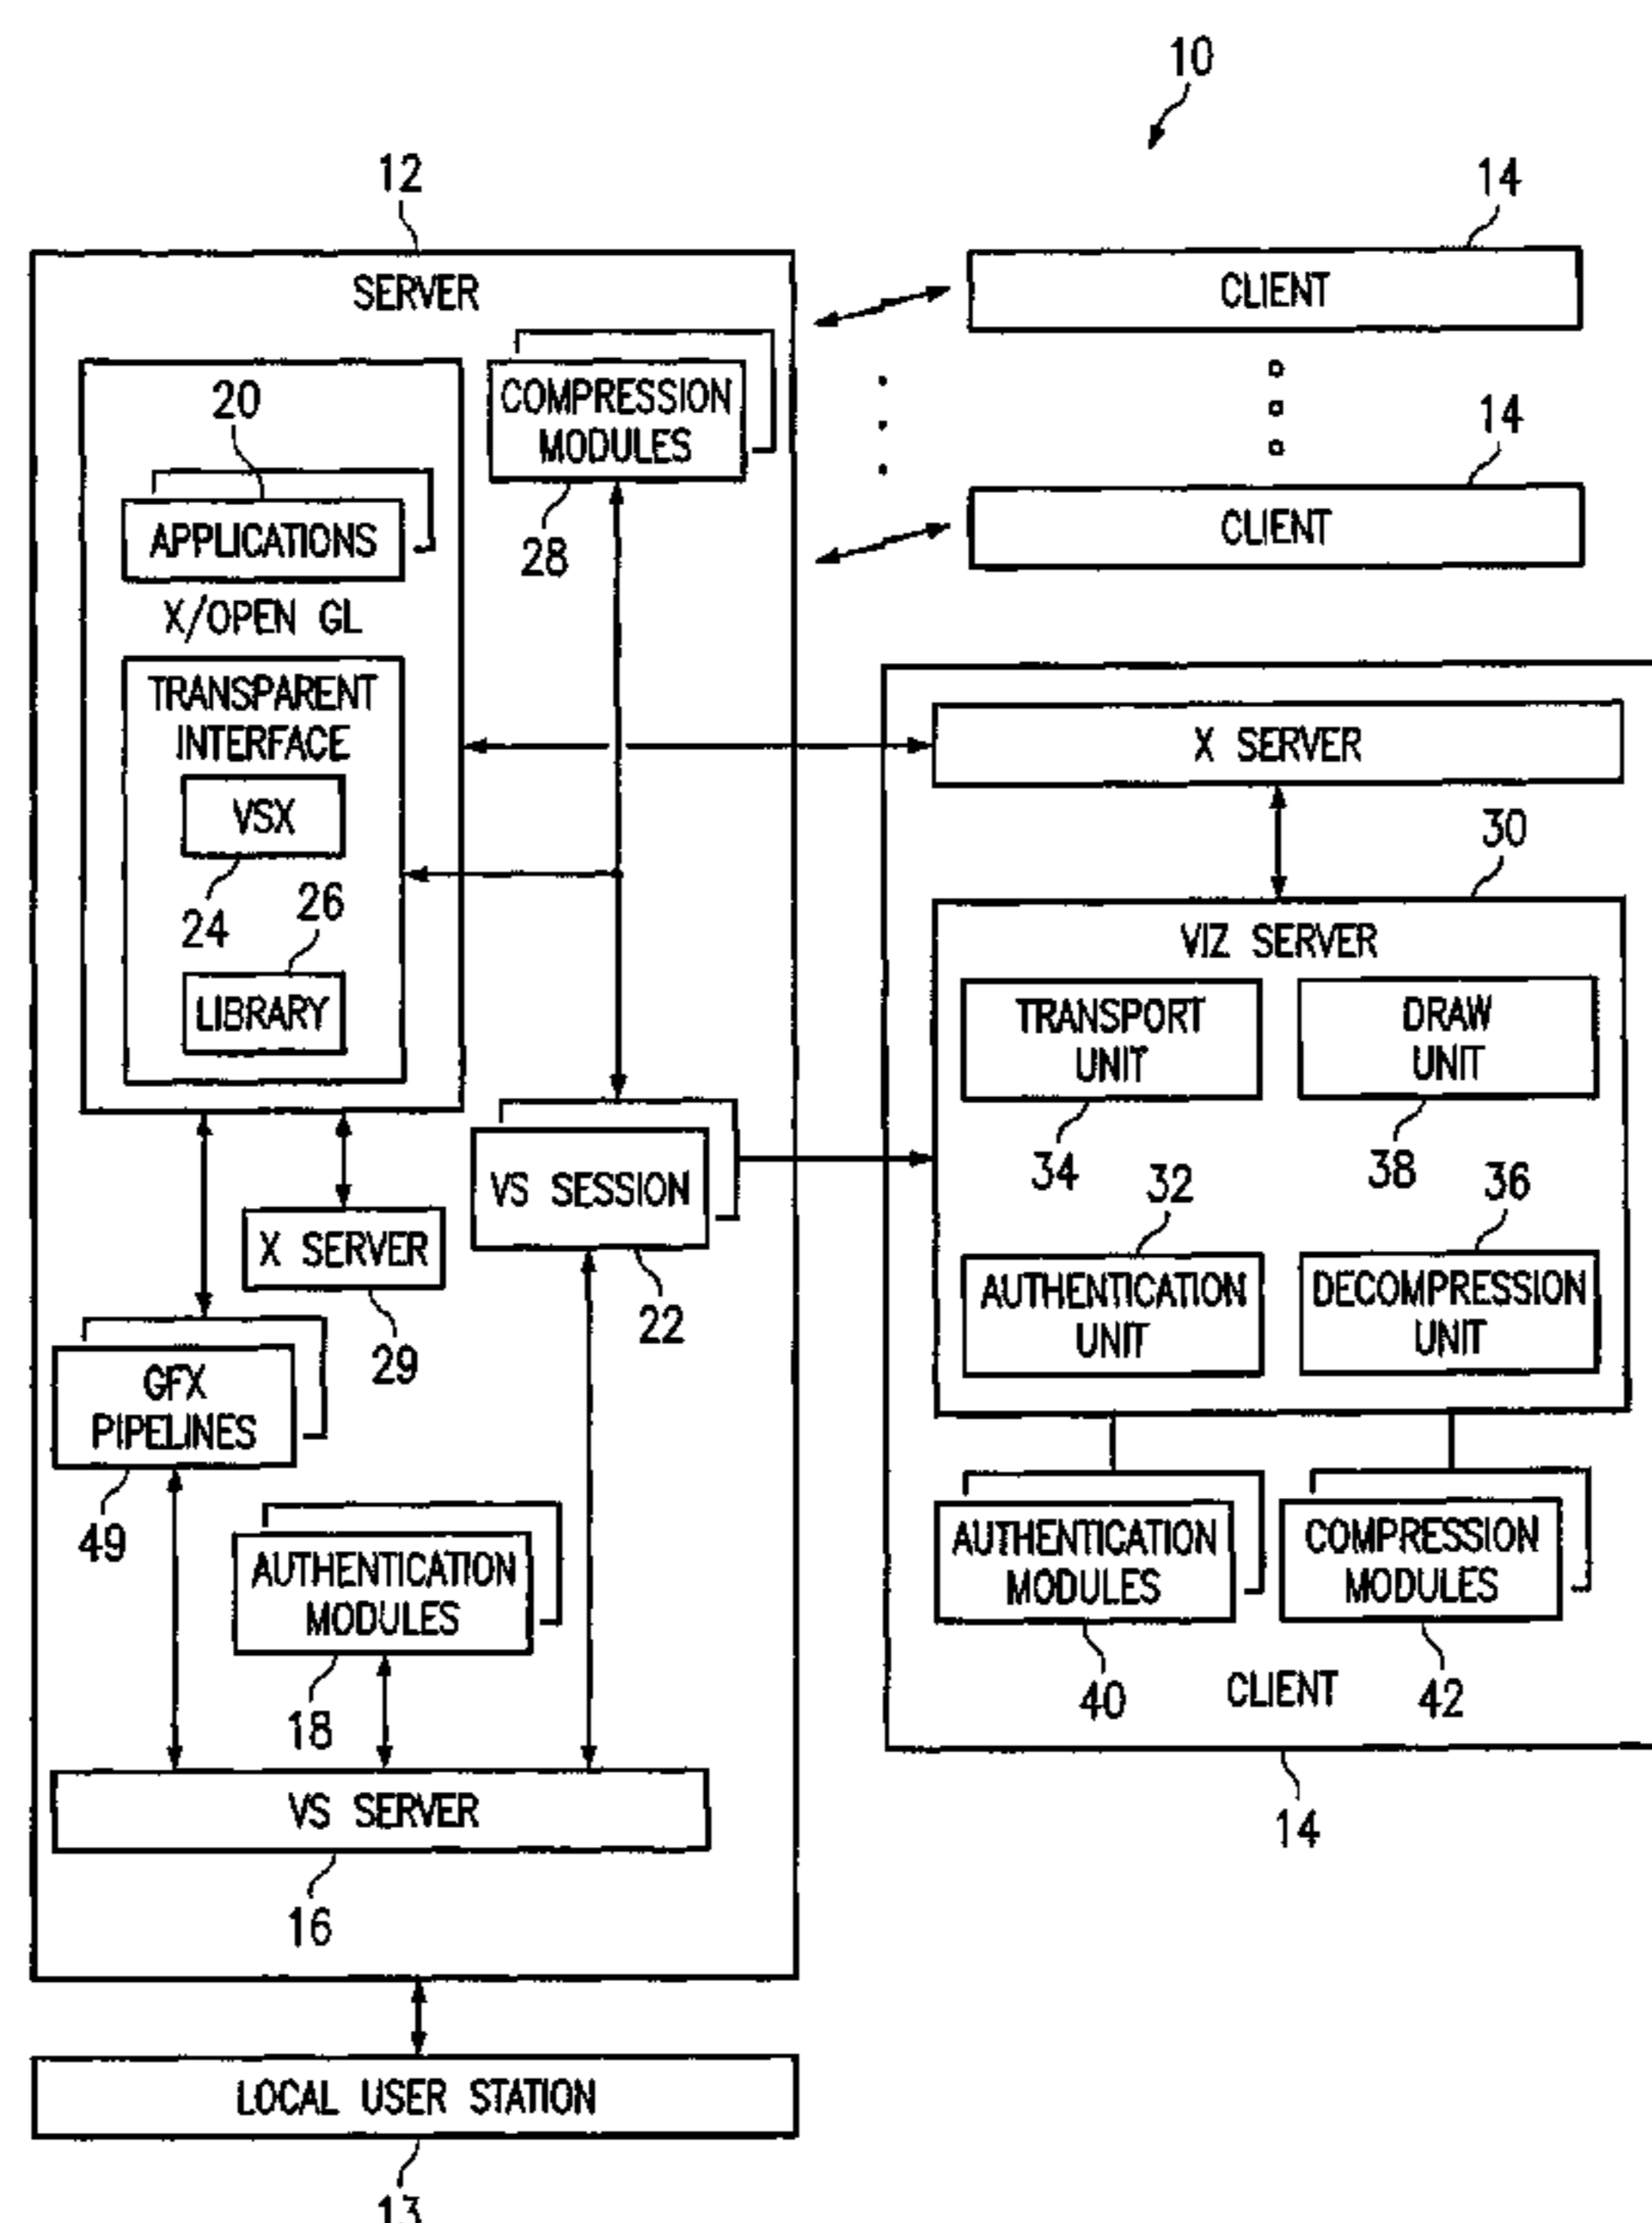 10
12
SERVER
14
CLIENT
14
CLIENT
COMPRESSION
MODULES
28
20
APPLICATIONS
X/OPEN GL
TRANSPARENT
INTERFACE
VSX
24
26
LIBRARY
X SERVER
29
VS SESSION
22
GFX
PIPELINES
49
AUTHENTICATION
MODULES
18
VS SERVER
16
LOCAL USER STATION
13
X SERVER
30
VIZ SERVER
TRANSPORT
UNIT
34
DRAW
UNIT
38
32
AUTHENTICATION
UNIT
36
DECOMPRESSION
UNIT
AUTHENTICATION
MODULES
40
COMPRESSION
MODULES
42
CLIENT
14